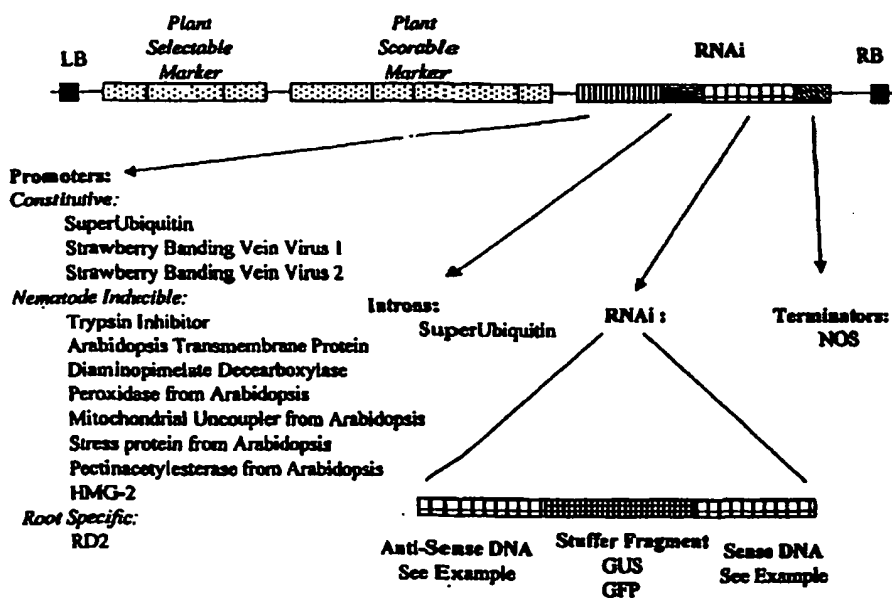 LB
Plant
Selectable
Marker
Plant
Scorable
Marker
RNAi
RB
Promoters:
Constitutive:
SuperUbiquitin
Strawberry Banding Vein Virus 1
Strawberry Banding Vein Virus 2
Nematode Inducible:
Trypsin Inhibitor
Arabidopsis Transmembrane Protein
Diaminopimelate Decearboxylase
Peroxidase from Arabidopsis
Mitochondrial Uncoupler from Arabidopsis
Stress protein from Arabidopsis
Pectinacetylesterase from Arabidopsis
HMG-2
Root Specific:
RD2
Introns:
SuperUbiquitin
RNAi :
Terminators:
NOS
Anti-Sense DNA
See Example
Stuffer Fragment
GUS
GFP
Sense DNA
See Example